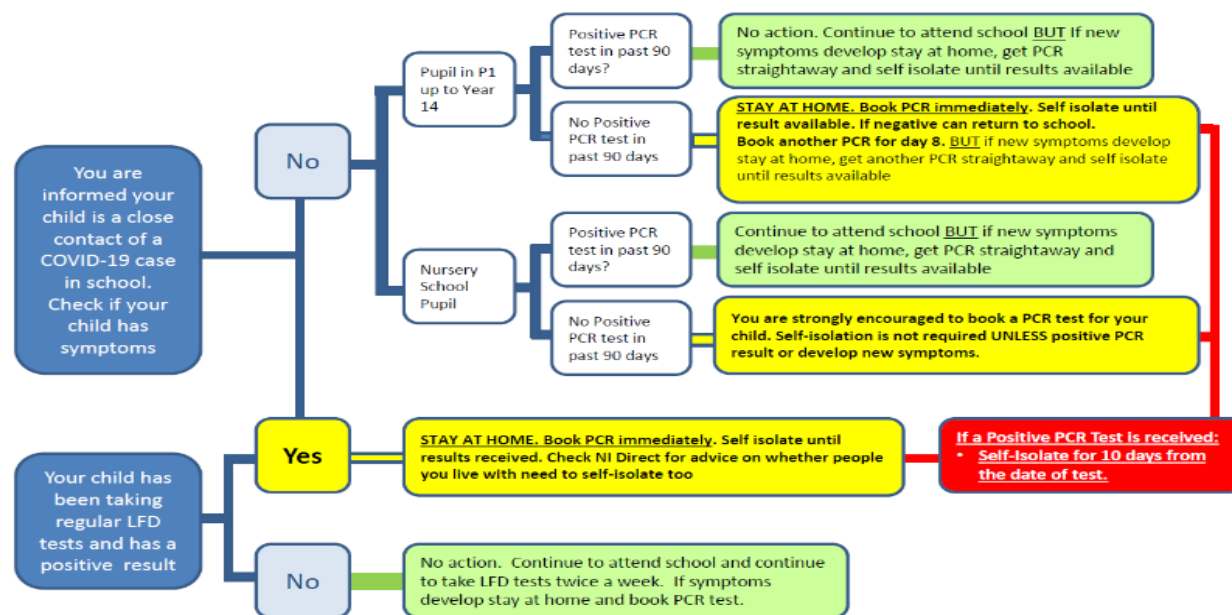 You are
informed your
child is a close
contact of a
COVID-19 case
in school.
Check if your
child has
symptoms
No
Pupil in P1
up to Year
14
Positive PCR
test in past 90
days?
No action. Continue to attend school BUT If new
symptoms develop stay at home, get PCR
straightaway and self isolate until results available
No Positive
PCR test in
past 90 days
STAY AT HOME. Book PCR immediately. Self isolate until
result available. If negative can return to school.
Book another PCR for day 8. BUT if new symptoms develop
stay at home, get another PCR straightaway and self isolate
until results available
Nursery
School
Pupil
Positive PCR
test in past 90
days?
Continue to attend school BUT if new symptoms
develop stay at home, get PCR straightaway and
self isolate until results available
No Positive
PCR test in
past 90 days
You are strongly encouraged to book a PCR test for your
child. Self-isolation is not required UNLESS positive PCR
result or develop new symptoms.
Yes
STAY AT HOME. Book PCR immediately. Self isolate until
results received. Check NI Direct for advice on whether people
you live with need to self-isolate too
If a Positive PCR Test is received:
• Self-Isolate for 10 days from
the date of test.
Your child has
been taking
regular LFD
tests and has a
positive result
No
No action. Continue to attend school and continue
to take LFD tests twice a week. If symptoms
develop stay at home and book PCR test.